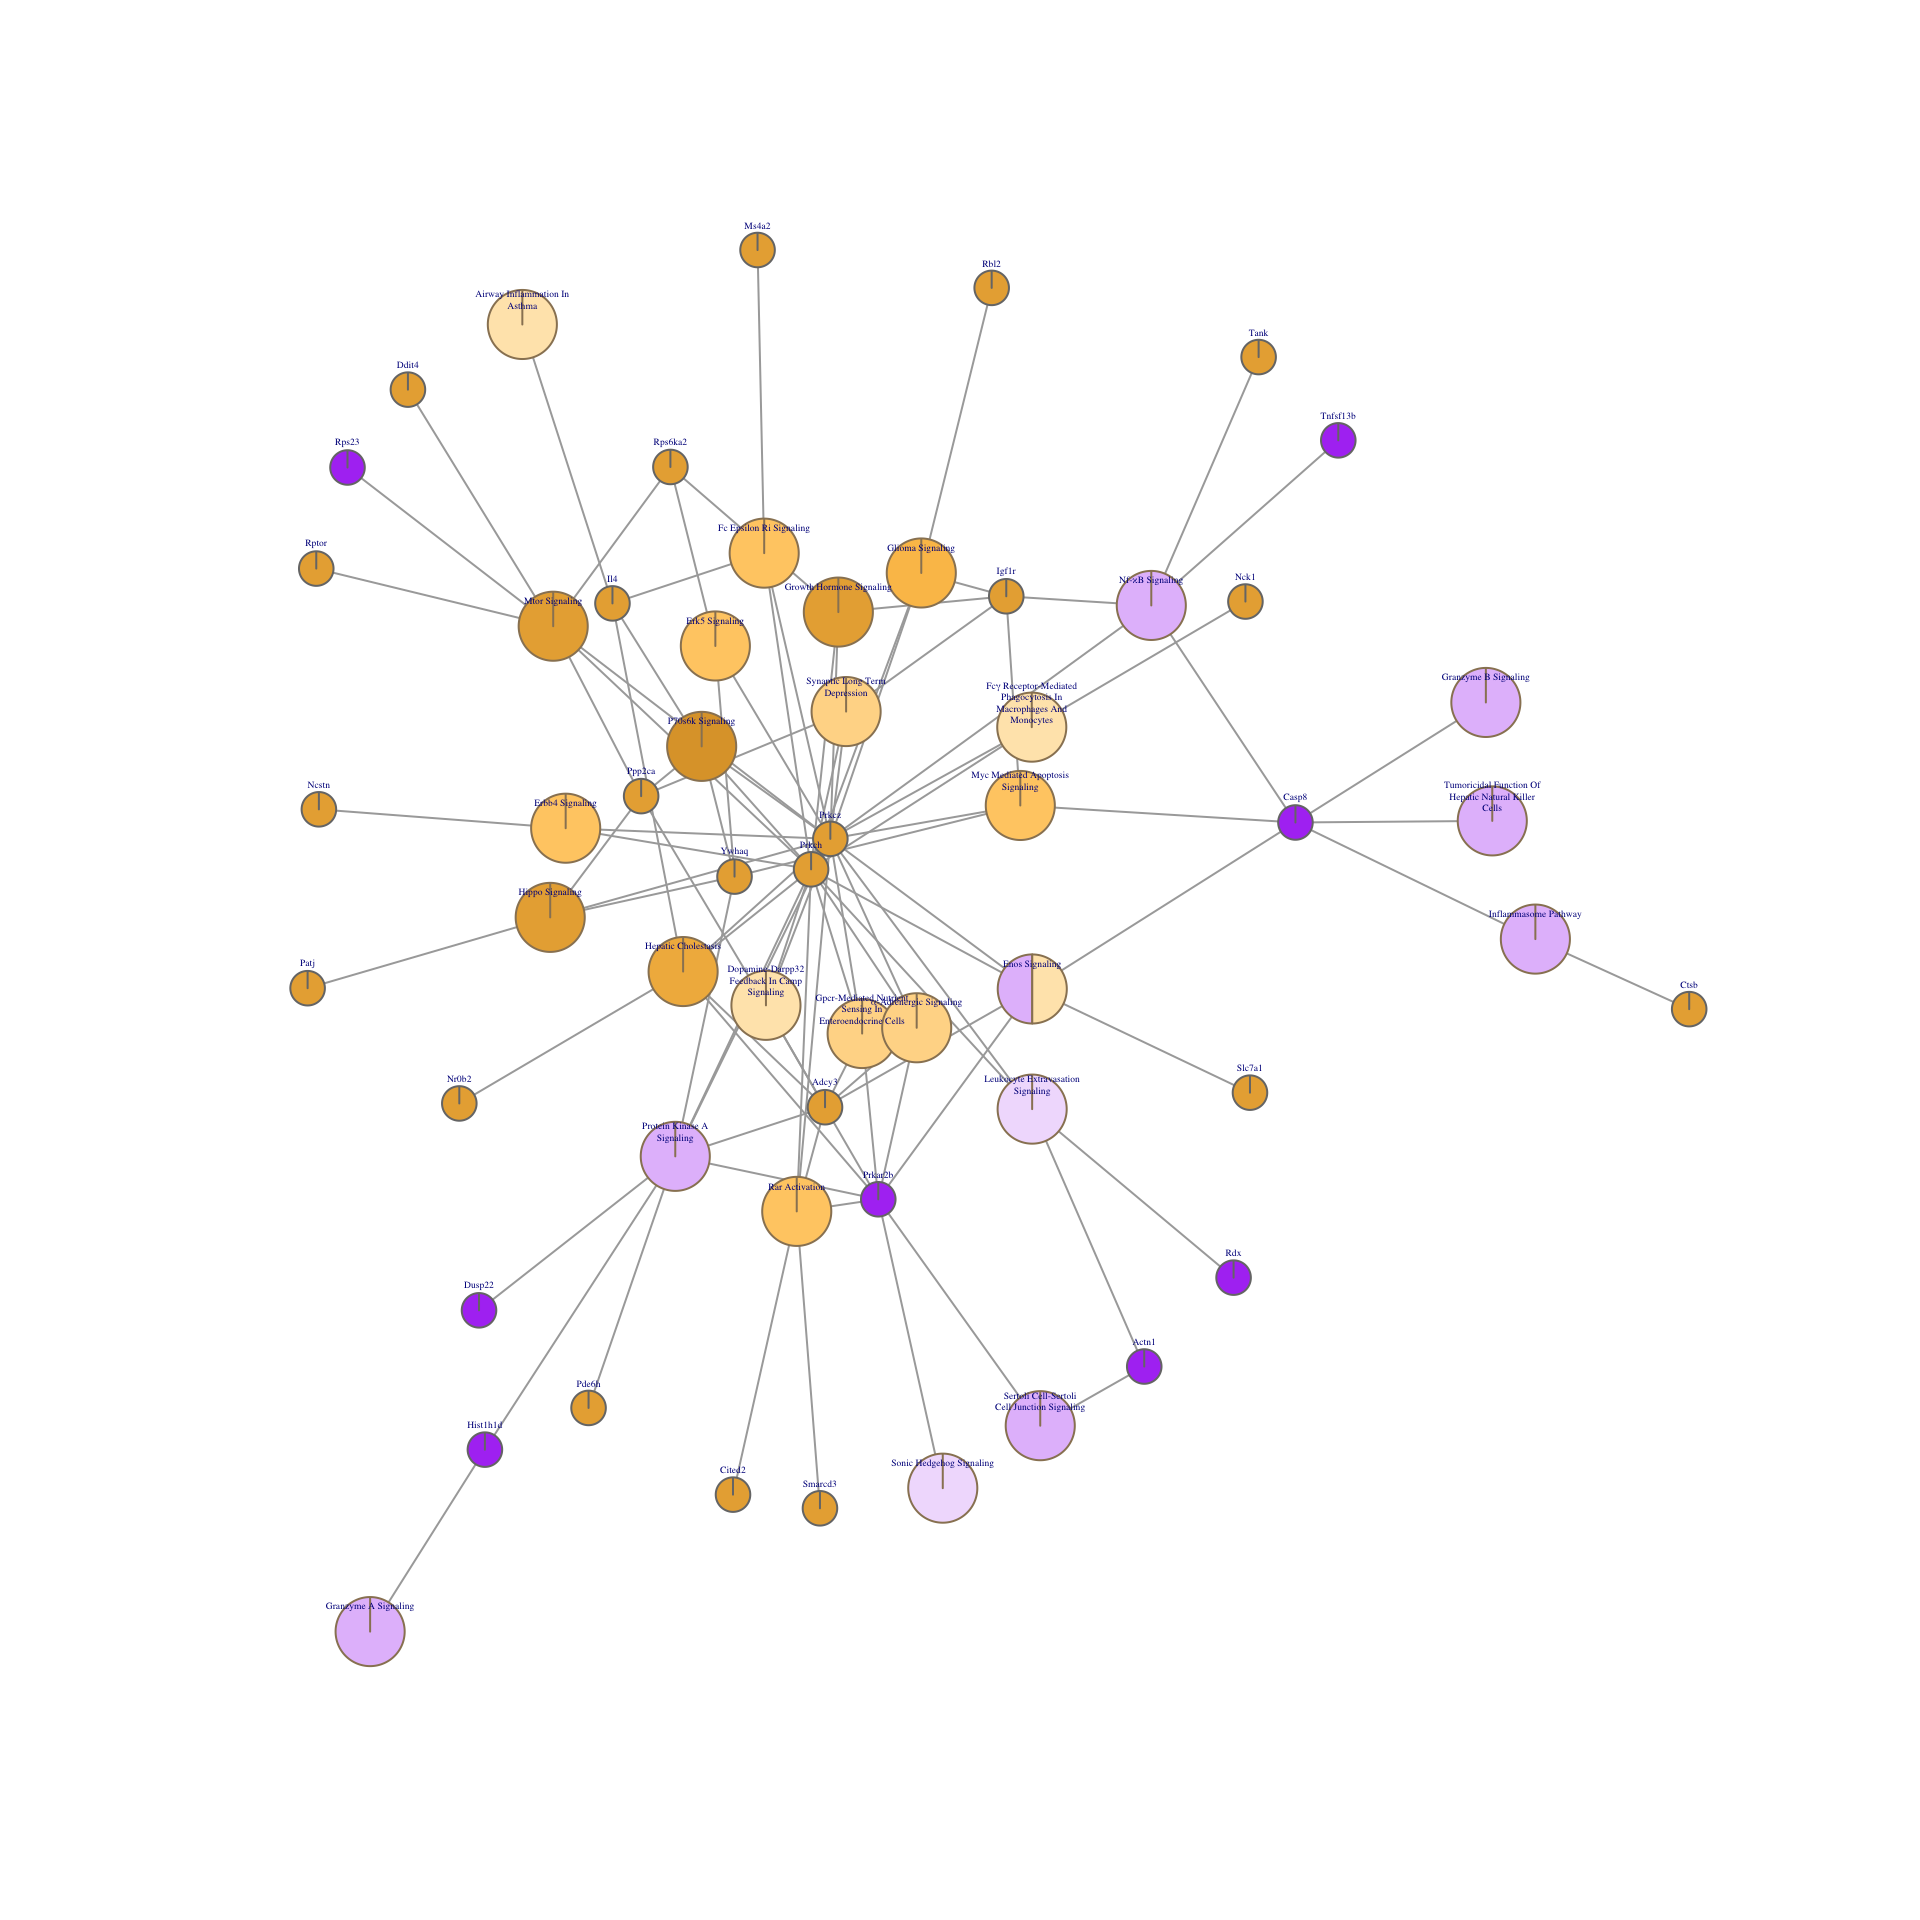 Ms4a2
Rbl2
Airway Inflammation In
Asthma
Tank
Ddit4
Tnfsf13b
Rps23
Rps6ka2
Fc Epsilon Ri Signaling
Rptor
Glioma Signaling
Igf1r
Il4
Growth Hormone Signaling
Nf-κB Signaling
Nck1
Mtor Signaling
Erk5 Signaling
Synaptic Long Term
Depression
Fcγ Receptor-Mediated
Phagocytosis In
Macrophages And
Monocytes
Granzyme B Signaling
P70s6k Signaling
Ppp2ca
Myc Mediated Apoptosis
Signaling
Ncstn
Tumoricidal Function Of
Hepatic Natural Killer
Cells
Erbb4 Signaling
Casp8
Prkcz
Prkch
Ywhaq
Hippo Signaling
Inflammasome Pathway
Hepatic Cholestasis
Patj
Dopamine-Darpp32
Feedback In Camp
Signaling
Enos Signaling
Gpcr-Mediated Nutrient
Sensing In
Enteroendocrine Cells
α-Adrenergic Signaling
Ctsb
Nr0b2
Adcy3
Leukocyte Extravasation
Signaling
Slc7a1
Protein Kinase A
Signaling
Prkar2b
Rar Activation
Rdx
Dusp22
Actn1
Pde6h
Sertoli Cell-Sertoli
Cell Junction Signaling
Hist1h1d
Cited2
Smarcd3
Sonic Hedgehog Signaling
Granzyme A Signaling